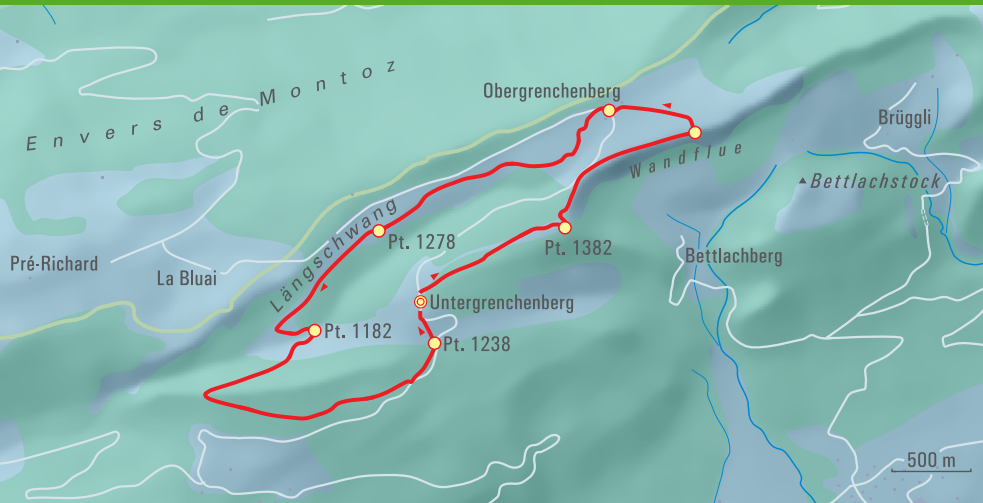 Envers de Montoz
Obergrenchenberg
Brüggli
Wandflue
Bettlachstock
Längschwang
Pt. 1278
Pt. 1382
Bettlachberg
Pré-Richard
La Bluai
Untergrenchenberg
Pt. 1182
Pt. 1238
500 m